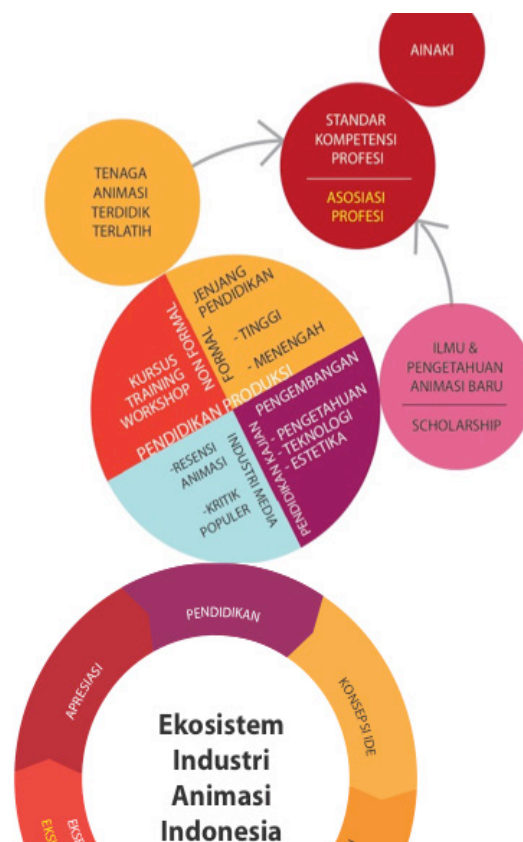 AINAKI
STANDAR
KOMPETENSI
PROFESI
ASOSIASI
PROFESI
TENAGA
ANIMASI
TERDIDIK
TERLATIH
JENJANG
PENDIDIKAN
- TINGGI
- MENENGAH
FORMAL
NON FORMAL
KURSUS
TRAINING
WORKSHOP
PENDIDIKAN PRODUKSI
PENGEMBANGAN
- PENGETAHUAN
- TEKNOLOGI
- ESTETIKA
PENDIDIKAN KAJIAN
INDUSTRI MEDIA
-RESENSI
ANIMASI
-KRITIK
POPULER
ILMU &
PENGETAHUAN
ANIMASI BARU
SCHOLARSHIP
PENDIDIKAN
APRESIASI
KONSEPSI IDE
Ekosistem
Industri
Animasi
Indonesia